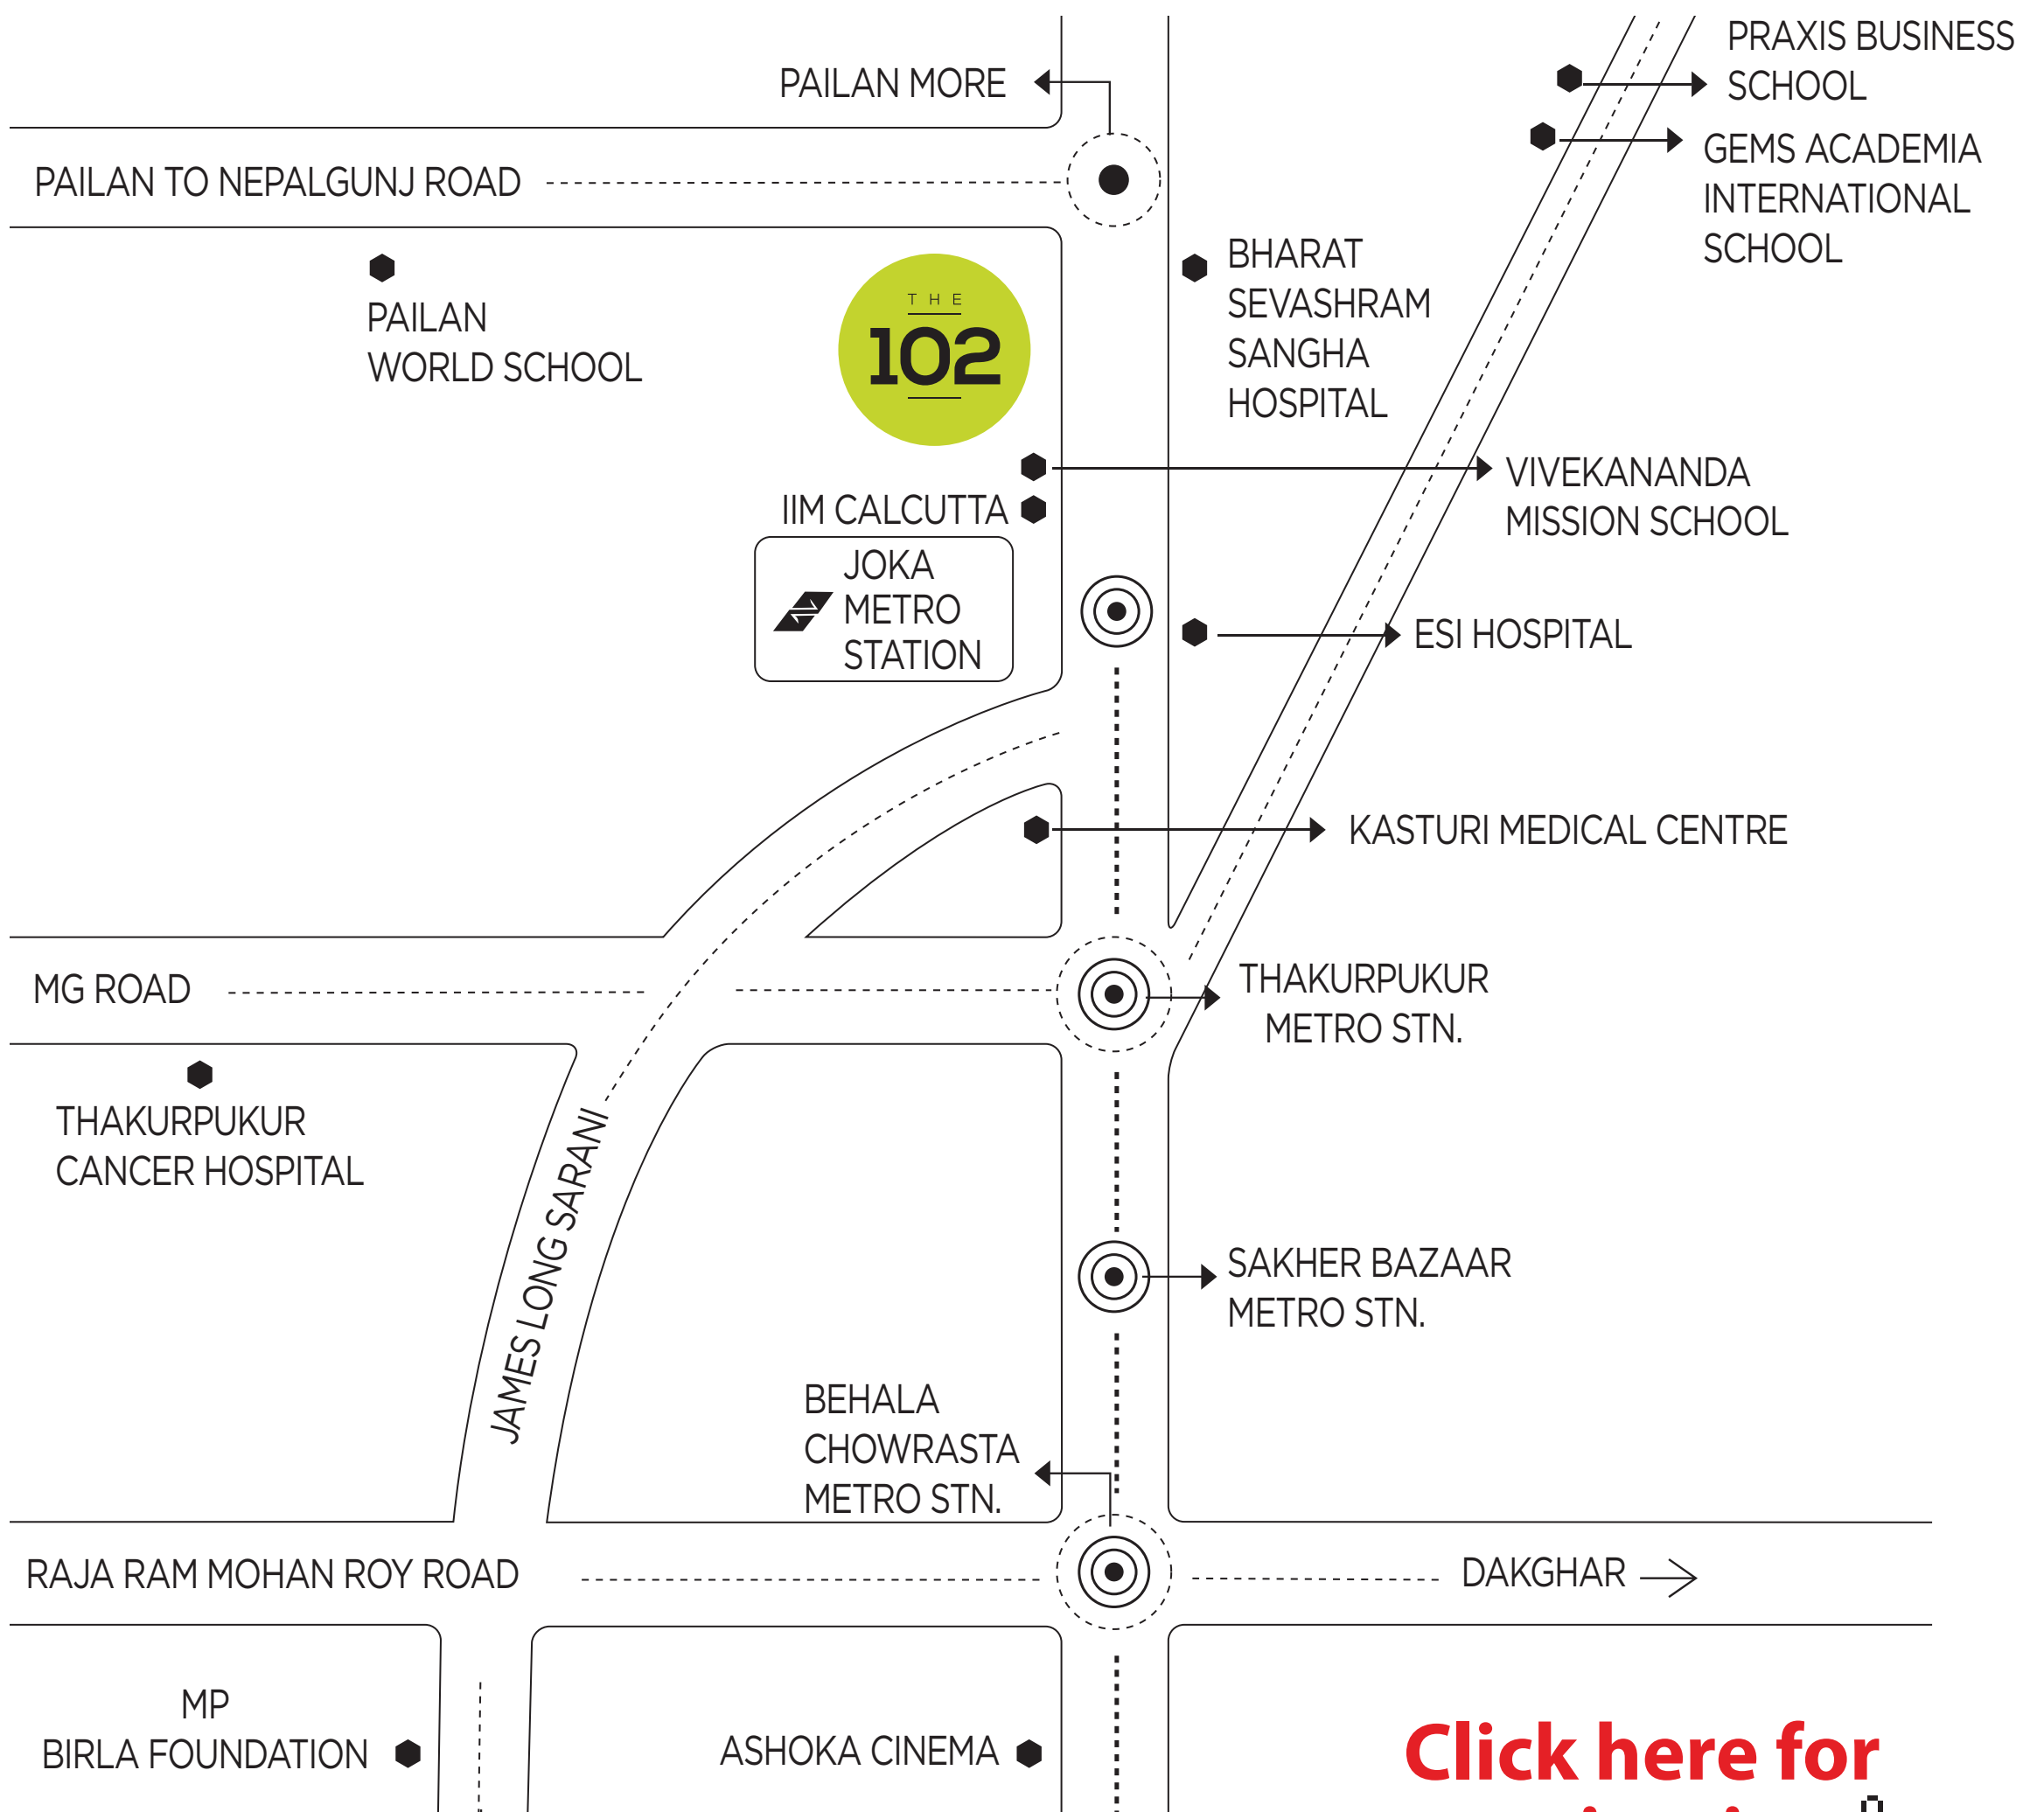 PRAXIS BUSINESS
SCHOOL
PAILAN MORE
GEMS ACADEMIA
INTERNATIONAL
SCHOOL
PAILAN TO NEPALGUNJ ROAD
BHARAT
SEVASHRAM
SANGHA
HOSPITAL
PAILAN
WORLD SCHOOL
THE
102
VIVEKANANDA
MISSION SCHOOL
IIM CALCUTTA
JOKA
METRO
STATION
ESI HOSPITAL
KASTURI MEDICAL CENTRE
MG ROAD
THAKURPUKUR
METRO STN.
THAKURPUKUR
CANCER HOSPITAL
JAMES LONG SARANI
SAKHER BAZAAR
METRO STN.
BEHALA
CHOWRASTA
METRO STN.
RAJA RAM MOHAN ROY ROAD
DAKGHAR
MP
BIRLA FOUNDATION
ASHOKA CINEMA
Click here for